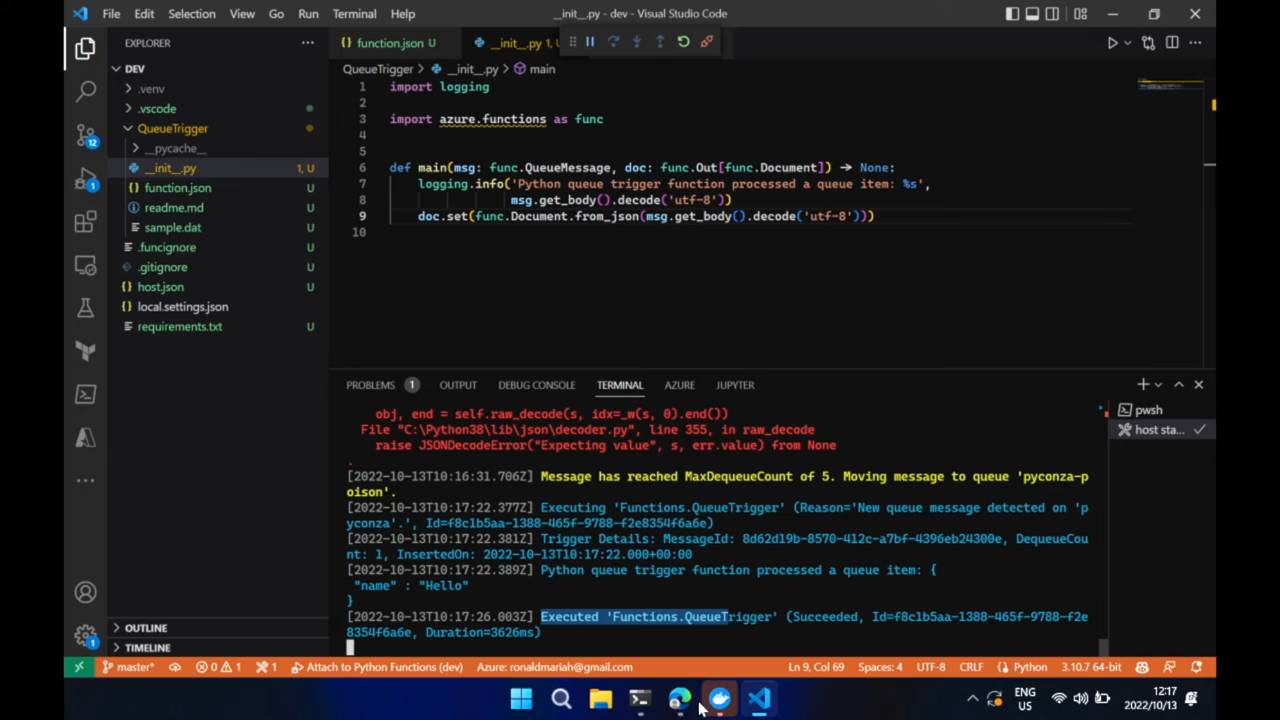 File Edit Selection View Go Run Terminal Help
__init__.py - dev - Visual Studio Code
EXPLORER
DEV
.venv
.vscode
QueueTrigger
__pycache__
__init__.py 1, U
function.json U
readme.md U
sample.dat U
.funcignore U
.gitignore U
host.json U
local.settings.json
requirements.txt U
OUTLINE
TIMELINE
12
1
4
function.json U
__init__.py 1,
QueueTrigger > __init__.py > main
1 import logging
2
3 import azure.functions as func
4
5
6 def main(msg: func.QueueMessage, doc: func.Out[func.Document]) -> None:
7 logging.info('Python queue trigger function processed a queue item: %s',
8 msg.get_body().decode('utf-8'))
9 doc.set(func.Document.from_json(msg.get_body().decode('utf-8')))
10
PROBLEMS 1 OUTPUT DEBUG CONSOLE TERMINAL AZURE JUPYTER
obj, end = self.raw_decode(s, idx=_w(s, 0).end())
File "C:\Python38\lib\json\decoder.py", line 355, in raw_decode
raise JSONDecodeError("Expecting value", s, err.value) from None
.
[2022-10-13T10:16:31.706Z] Message has reached MaxDequeueCount of 5. Moving message to queue 'pyconza-p
oison'.
[2022-10-13T10:17:22.377Z] Executing 'Functions.QueueTrigger' (Reason='New queue message detected on 'p
yconza'.', Id=f8c1b5aa-1388-465f-9788-f2e8354f6a6e)
[2022-10-13T10:17:22.381Z] Trigger Details: MessageId: 8d62d19b-8570-412c-a7bf-4396eb24300e, DequeueCou
nt: 1, InsertedOn: 2022-10-13T10:17:22.000+00:00
[2022-10-13T10:17:22.389Z] Python queue trigger function processed a queue item: {
"name" : "Hello"
}
[2022-10-13T10:17:26.003Z] Executed 'Functions.QueueTrigger' (Succeeded, Id=f8c1b5aa-1388-465f-9788-f2e
8354f6a6e, Duration=3626ms)
pwsh
host sta...
master* 0 1 1 Attach to Python Functions (dev) Azure: ronaldmariah@gmail.com Ln 9, Col 69 Spaces: 4 UTF-8 CRLF Python 3.10.7 64-bit
ENG
US
12:17
2022/10/13